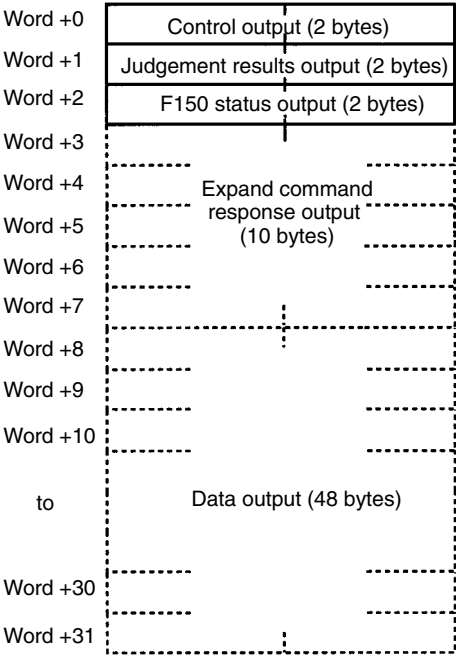 Word +0
Control output (2 bytes)
Word +1
Judgement results output (2 bytes)
Word +2
F150 status output (2 bytes)
Word +3
Word +4
Expand command
response output
Word +5
(10 bytes)
Word +6
Word +7
Word +8
Word +9
Word +10
to
Data output (48 bytes)
Word +30
Word +31